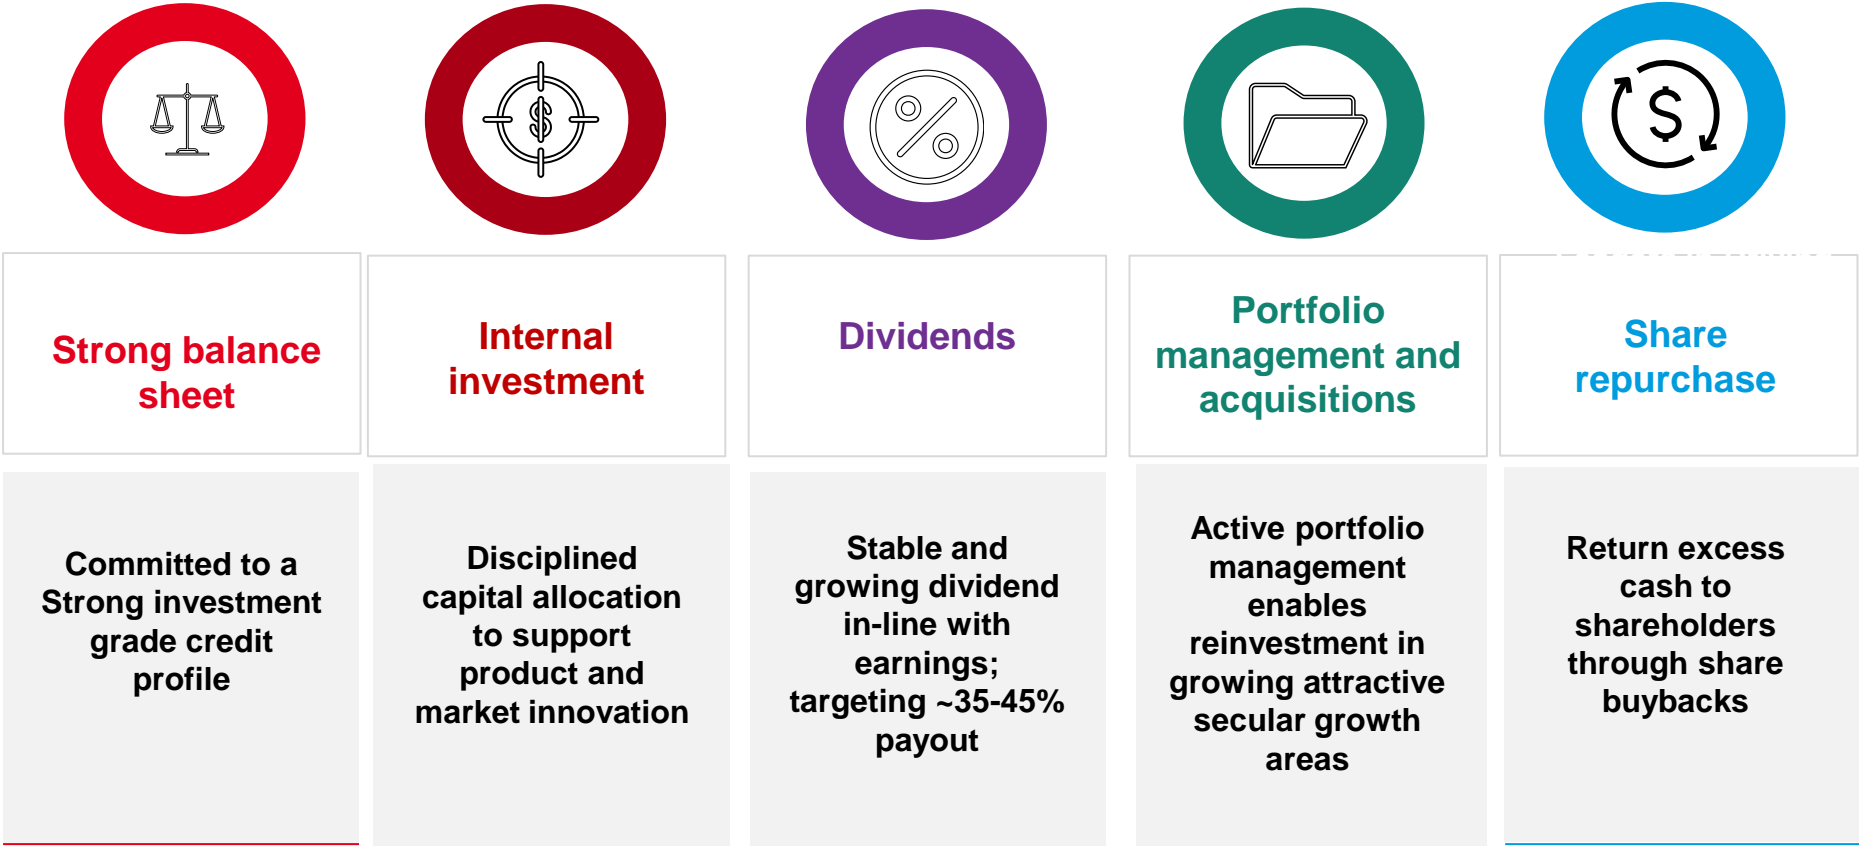 Strong balance
sheet
Internal
investment
Dividends
Portfolio
management and
acquisitions
Share
repurchase
Committed to a
Strong investment
grade credit
profile
Disciplined
capital allocation
to support
product and
market innovation
Stable and
growing dividend
in-line with
earnings;
targeting ~35-45%
payout
Active portfolio
management
enables
reinvestment in
growing attractive
secular growth
areas
Return excess
cash to
shareholders
through share
buybacks